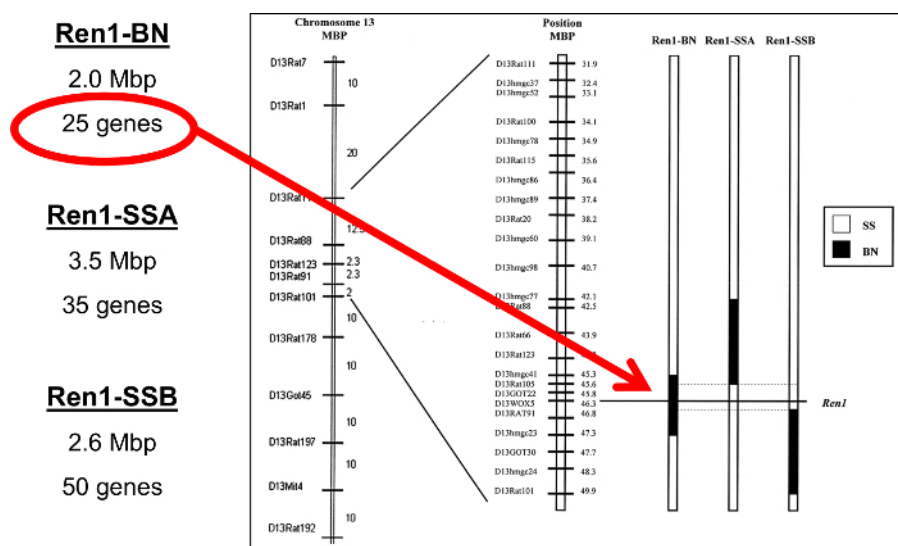 Ren1-BN
2.0 Mbp
25 genes
Ren1-SSA
3.5 Mbp
35 genes
Ren1-SSB
2.6 Mbp
50 genes
Chromosome 13
MBP
D13Rat7
10
D13Rat1
20
D13Rat88
2.3
D13Rat123
2.3
D13Rat91
2
D13Rat101
10
D13Rat178
10
D13Got45
10
D13Rat197
10
D13Mit4
10
D13Rat192
Position
MBP
D13Rat111 31.9
D13hmgc37 32.4
D13hmgc52 33.1
D13Rat100 34.1
D13hmgc78 34.9
D13Rat115 35.6
D13hmgc86 36.4
D13hmgc89 37.4
D13Rat20 38.2
D13hmgc60 39.1
D13hmgc98 40.7
D13hmgc77 42.1
D13Rat88 42.5
D13Rat66 43.9
D13Rat123
D13hmgc41 45.3
D13Rat105 45.6
D13GOT22 45.8
D13WOX5 46.3
D13RAT91 46.8
D13hmgc23 47.3
D13GOT30 47.7
D13hmgc24 48.3
D13Rat101 49.9
Ren1-BN Ren1-SSA Ren1-SSB
Ren1
SS
BN